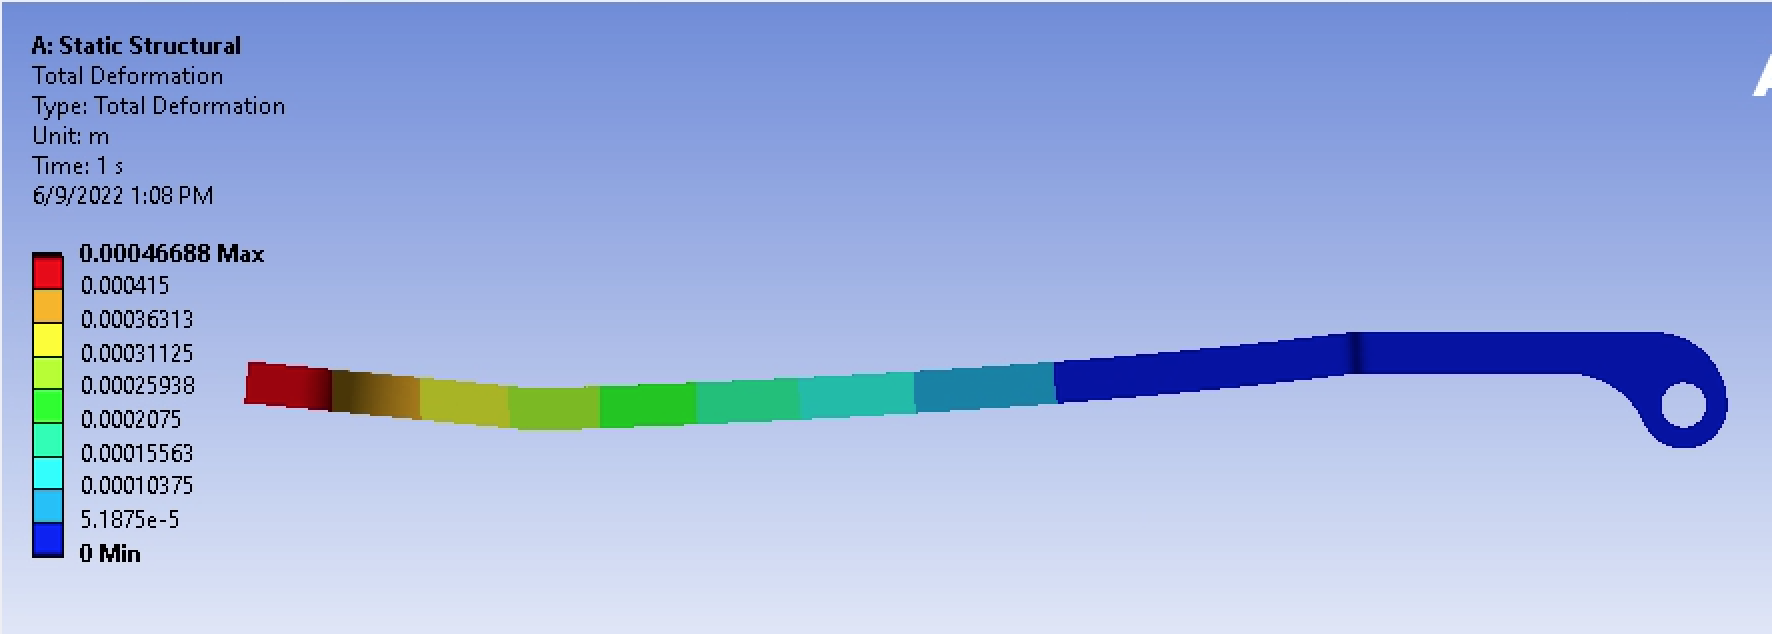 A: Static Structural
Total Deformation
Type: Total Deformation
Unit: m
Time: 1 s
6/9/2022 1:08 PM
0.00046688 Max
0.000415
0.00036313
0.00031125
0.00025938
0.0002075
0.00015563
0.00010375
5.1875e-5
0 Min